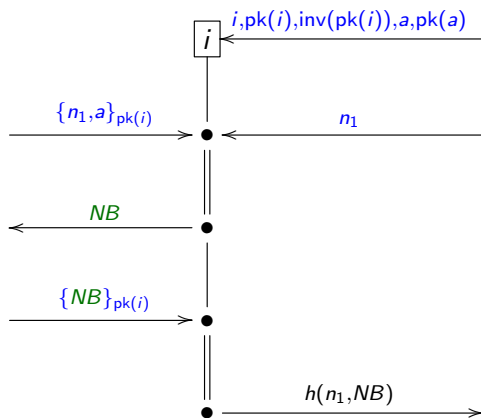 i,pk(i),inv(pk(i)),a,pk(a)
i
{n₁,a}pk(i)
n₁
NB
{NB}pk(i)
h(n₁,NB)